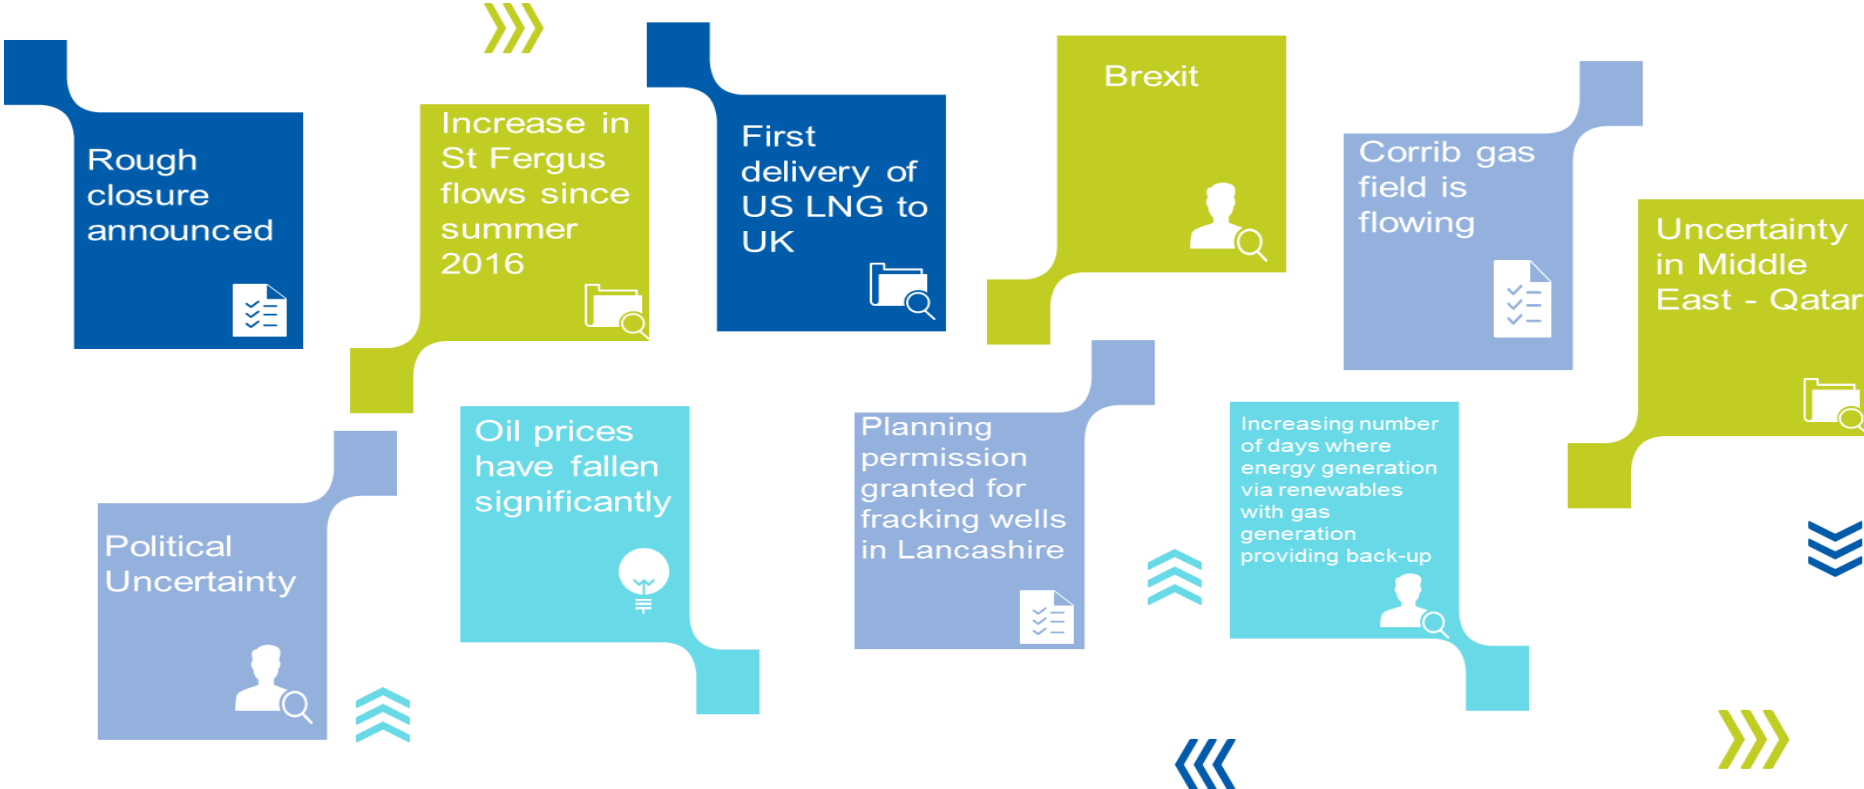 Rough
closure
announced
Increase in
St Fergus
flows since
summer
2016
First
delivery of
US LNG to
UK
Brexit
Corrib gas
field is
flowing
Uncertainty
in Middle
East - Qatar
Political
Uncertainty
Oil prices
have fallen
significantly
Planning
permission
granted for
fracking wells
in Lancashire
Increasing number
of days where
energy generation
via renewables
with gas
generation
providing back-up